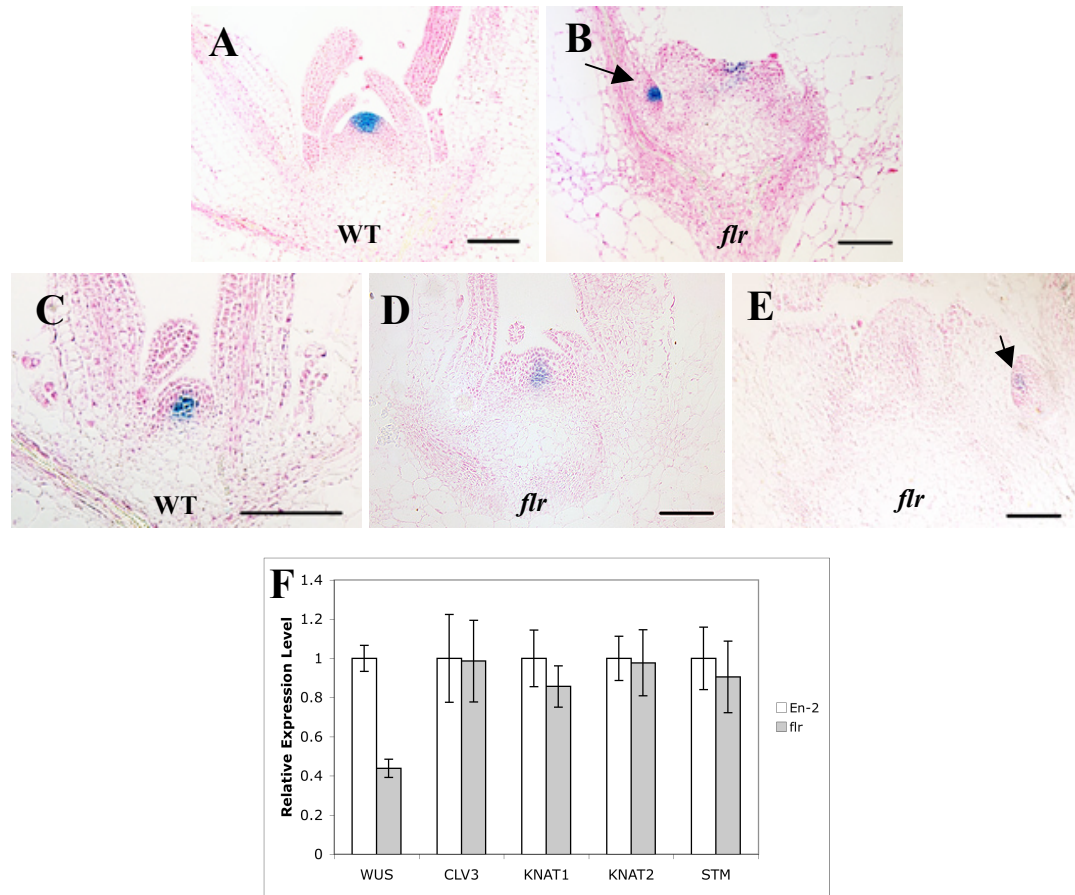 A
B
WT
flr
C
D
E
WT
flr
flr
F
1.4
1.2
1
0.8
0.6
0.4
0.2
0
Relative Expression Level
WUS CLV3 KNAT1 KNAT2 STM
En-2
flr